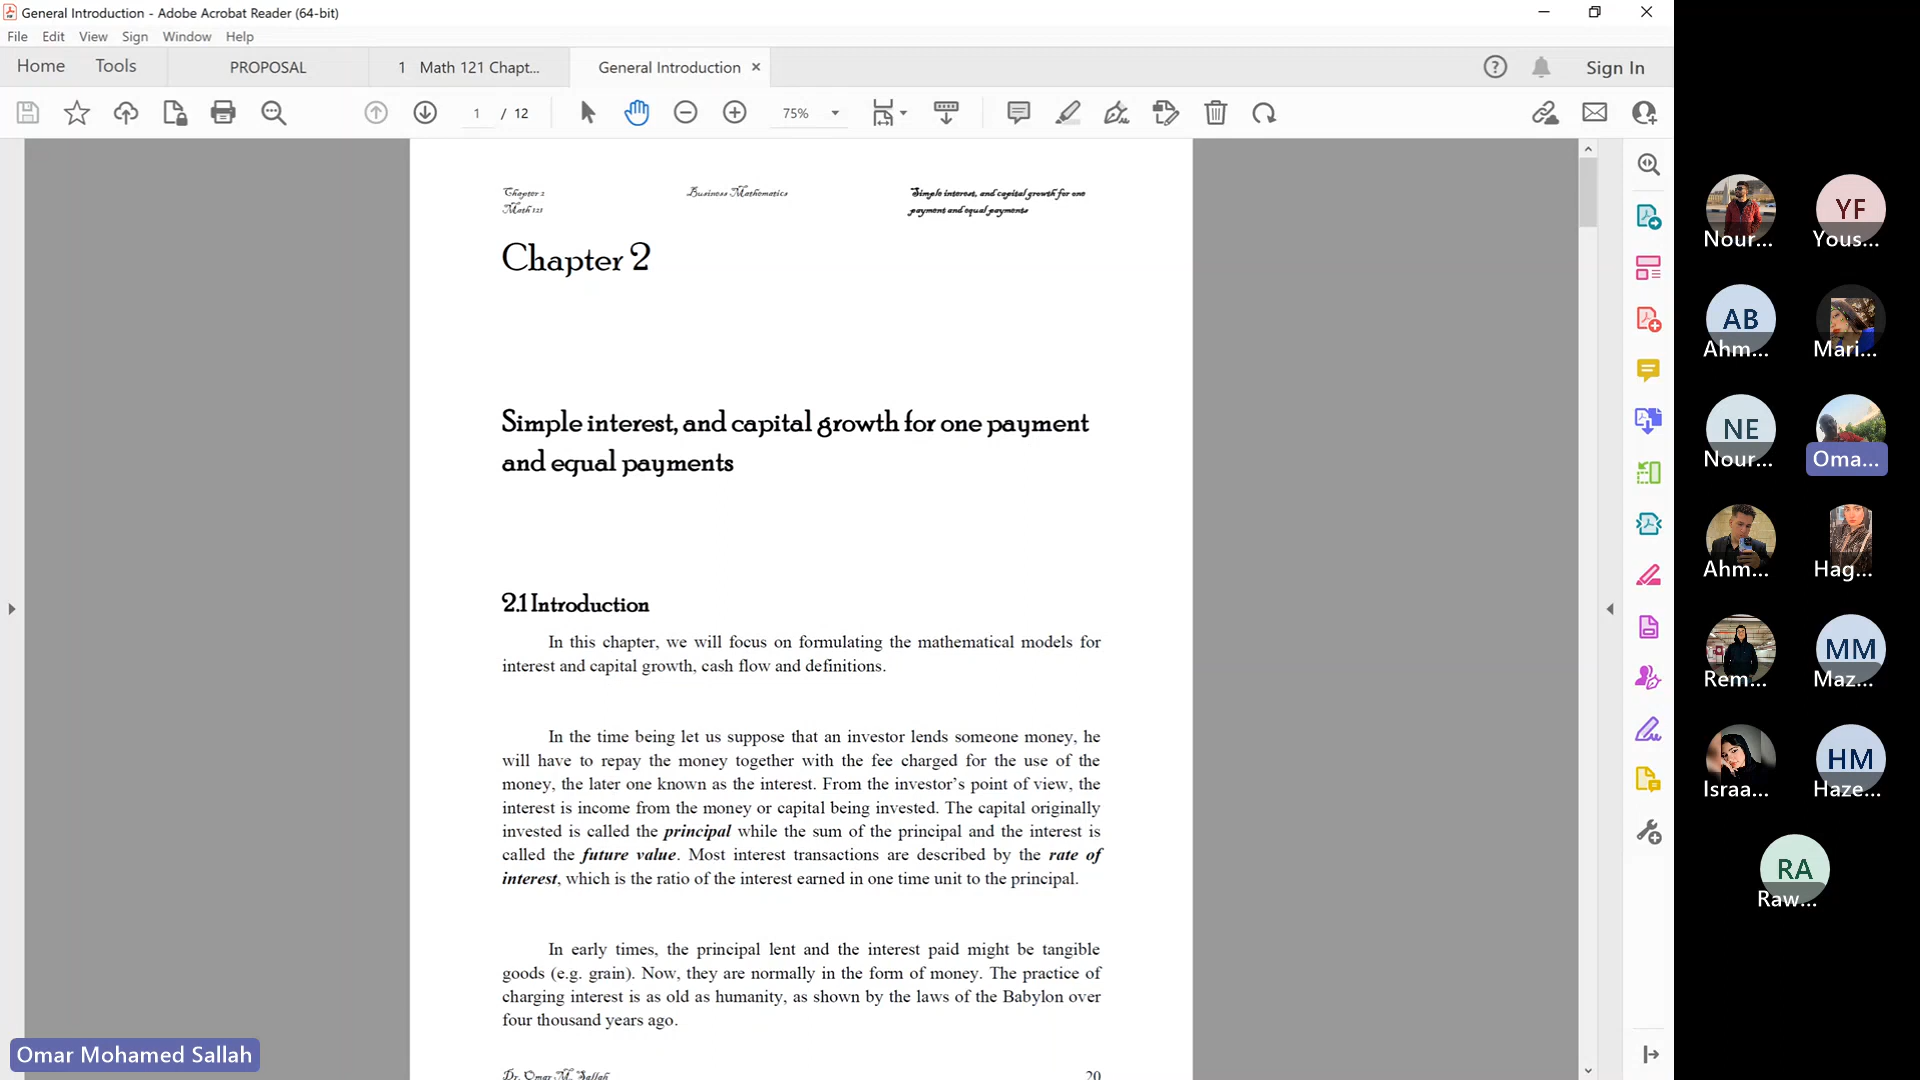 General Introduction - Adobe Acrobat Reader (64-bit)
File Edit View Sign Window Help
Home Tools PROPOSAL 1 Math 121 Chapt... General Introduction Sign In
1 / 12 75%
Chapter 2 Business Mathematics Simple interest, and capital growth for one
Math 121 payment and equal payments
Chapter 2
Simple interest, and capital growth for one payment
and equal payments
2.1 Introduction
In this chapter, we will focus on formulating the mathematical models for
interest and capital growth, cash flow and definitions.
In the time being let us suppose that an investor lends someone money, he
will have to repay the money together with the fee charged for the use of the
money, the later one known as the interest. From the investor's point of view, the
interest is income from the money or capital being invested. The capital originally
invested is called the principal while the sum of the principal and the interest is
called the future value. Most interest transactions are described by the rate of
interest, which is the ratio of the interest earned in one time unit to the principal.
In early times, the principal lent and the interest paid might be tangible
goods (e.g. grain). Now, they are normally in the form of money. The practice of
charging interest is as old as humanity, as shown by the laws of the Babylon over
four thousand years ago.
Dr. Omar M. Sallah 20
Omar Mohamed Sallah
Nour...
YF
Yous...
AB
Ahm...
Mari...
NE
Nour...
Oma...
Ahm...
Hag...
Rem...
MM
Maz...
Israa...
HM
Haze...
RA
Raw...